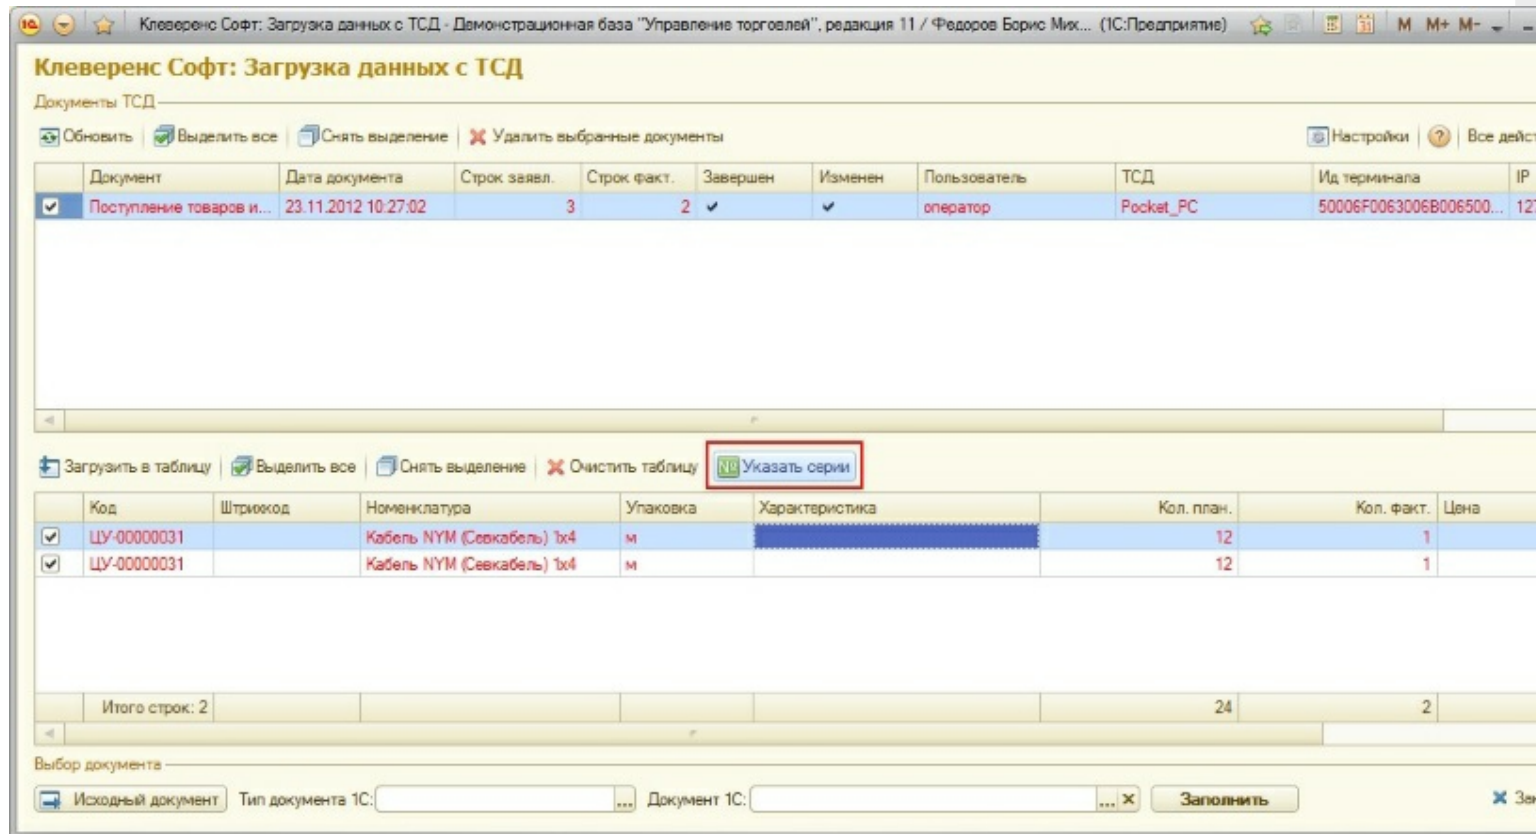 Клеверенс Софт: Загрузка данных с ТСД - Демонстрационная база "Управление торговлей", редакция 11 / Федоров Борис Мих... (1С:Предприятие) M M+ M-
Клеверенс Софт: Загрузка данных с ТСД
Документы ТСД
Обновить Выделить все Снять выделение Удалить выбранные документы Настройки ? Все дейст
Документ Дата документа Строк заявл. Строк факт. Завершен Изменен Пользователь ТСД Ид терминала IP
Поступление товаров и... 23.11.2012 10:27:02 3 2 оператор Pocket_PC 50006F0063006B006500... 127
Загрузить в таблицу Выделить все Снять выделение Очистить таблицу № Указать серии
Код Штрихкод Номенклатура Упаковка Характеристика Кол. план. Кол. факт. Цена
ЦУ-00000031 Кабель NYM (Севкабель) 1x4 м 12 1
ЦУ-00000031 Кабель NYM (Севкабель) 1x4 м 12 1
Итого строк: 2 24 2
Выбор документа
Исходный документ Тип документа 1С: ... Документ 1С: ... Заполнить За